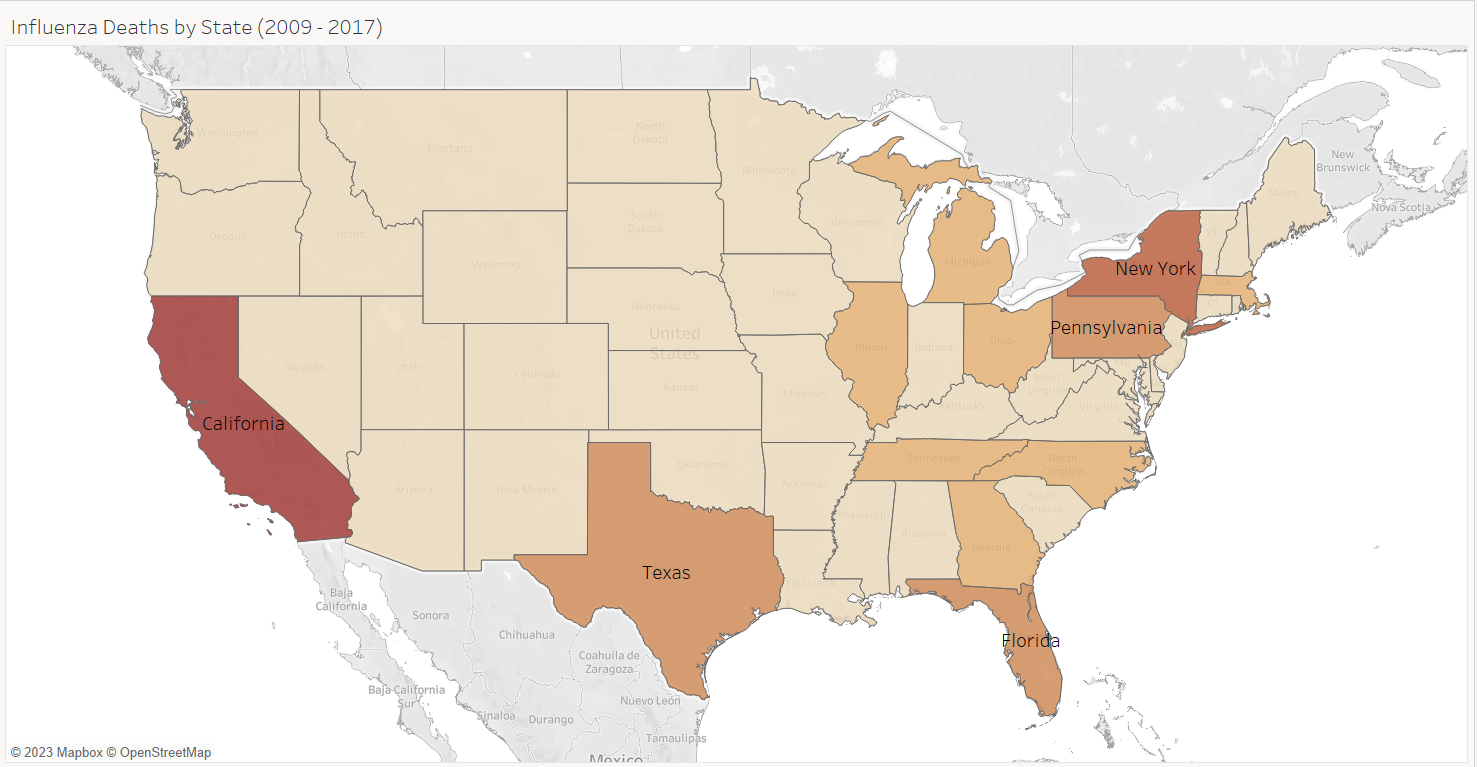 Influenza Deaths by State (2009 - 2017)
Washington
Montana
North
Dakota
Minnesota
New
Brunswick
Maine
Nova Scotia
Oregon
Idaho
South
Dakota
Wisconsin
VT
Wyoming
Michigan
New York
MA
Iowa
Nebraska
CT
United
States
Pennsylvania
Nevada
Utah
Colorado
Kansas
Missouri
Illinois
Indiana
Ohio
West
Virginia
Virginia
Kentucky
California
Arizona
New Mexico
Oklahoma
Arkansas
Tennessee
North
Carolina
South
Carolina
Mississippi
Alabama
Georgia
Texas
Louisiana
Florida
Baja
California
Sonora
Chihuahua
Coahuila de
Zaragoza
Baja California
Sur
Sinaloa
Durango
Nuevo León
Tamaulipas
Mexico
© 2023 Mapbox © OpenStreetMap